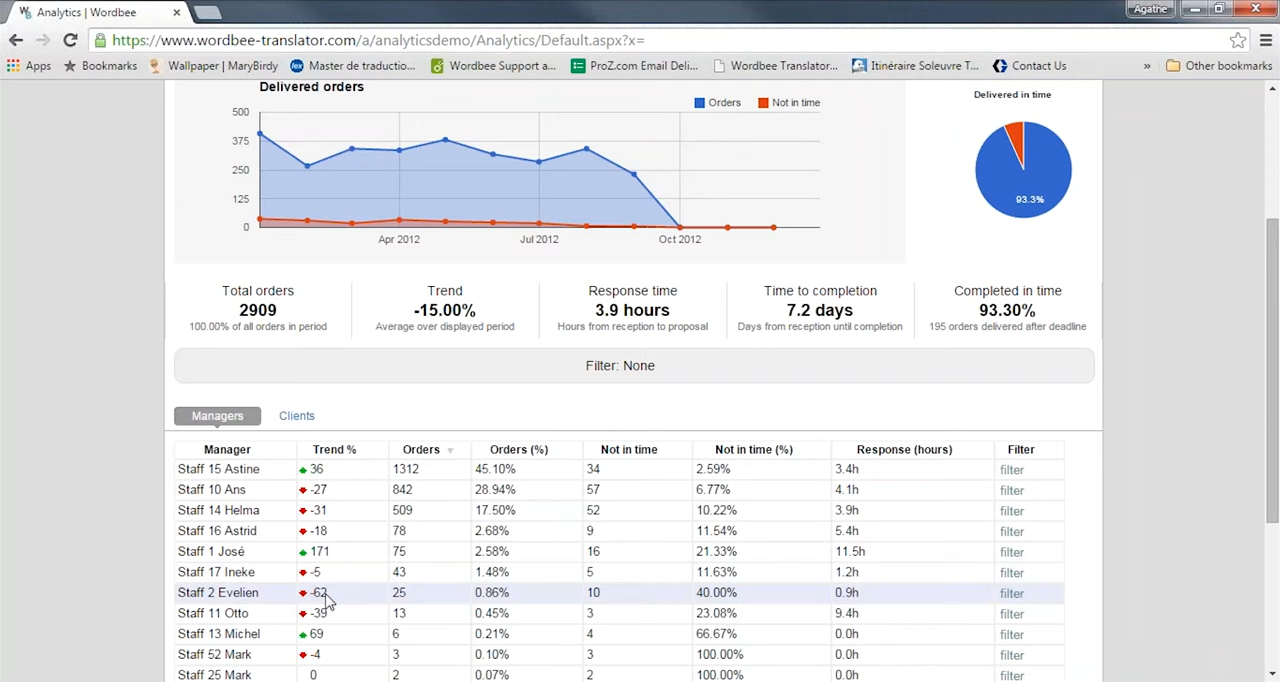 Analytics | Wordbee
Agathe
https://www.wordbee-translator.com/a/analyticsdemo/Analytics/Default.aspx?x=
Apps Bookmarks Wallpaper | MaryBirdy Master de traductio... Wordbee Support a... ProZ.com Email Deli... Wordbee Translator... Itinéraire Soleuvre T... Contact Us » Other bookmarks
Delivered orders
Orders Not in time
500
375
250
125
0
Apr 2012 Jul 2012 Oct 2012
Delivered in time
93.3%
Total orders Trend Response time Time to completion Completed in time
2909 -15.00% 3.9 hours 7.2 days 93.30%
100.00% of all orders in period Average over displayed period Hours from reception to proposal Days from reception until completion 195 orders delivered after deadline
Filter: None
Managers Clients
Manager Trend % Orders Orders (%) Not in time Not in time (%) Response (hours) Filter
Staff 15 Astine 36 1312 45.10% 34 2.59% 3.4h filter
Staff 10 Ans -27 842 28.94% 57 6.77% 4.1h filter
Staff 14 Helma -31 509 17.50% 52 10.22% 3.9h filter
Staff 16 Astrid -18 78 2.68% 9 11.54% 5.4h filter
Staff 1 José 171 75 2.58% 16 21.33% 11.5h filter
Staff 17 Ineke -5 43 1.48% 5 11.63% 1.2h filter
Staff 2 Evelien -62 25 0.86% 10 40.00% 0.9h filter
Staff 11 Otto -39 13 0.45% 3 23.08% 9.4h filter
Staff 13 Michel 69 6 0.21% 4 66.67% 0.0h filter
Staff 52 Mark -4 3 0.10% 3 100.00% 0.0h filter
Staff 25 Mark 0 2 0.07% 2 100.00% 0.0h filter